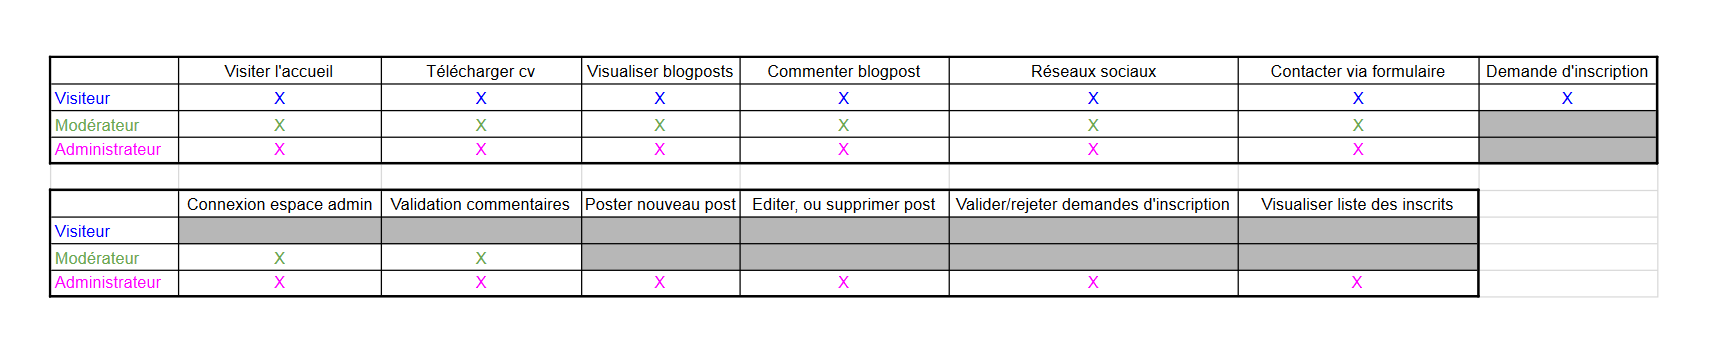 Visiter l'accueil Télécharger cv Visualiser blogposts Commenter blogpost Réseaux sociaux Contacter via formulaire Demande d'inscription
Visiteur X X X X X X X
Modérateur X X X X X X
Administrateur X X X X X X
Connexion espace admin Validation commentaires Poster nouveau post Editer, ou supprimer post Valider/rejeter demandes d'inscription Visualiser liste des inscrits
Visiteur
Modérateur X X
Administrateur X X X X X X